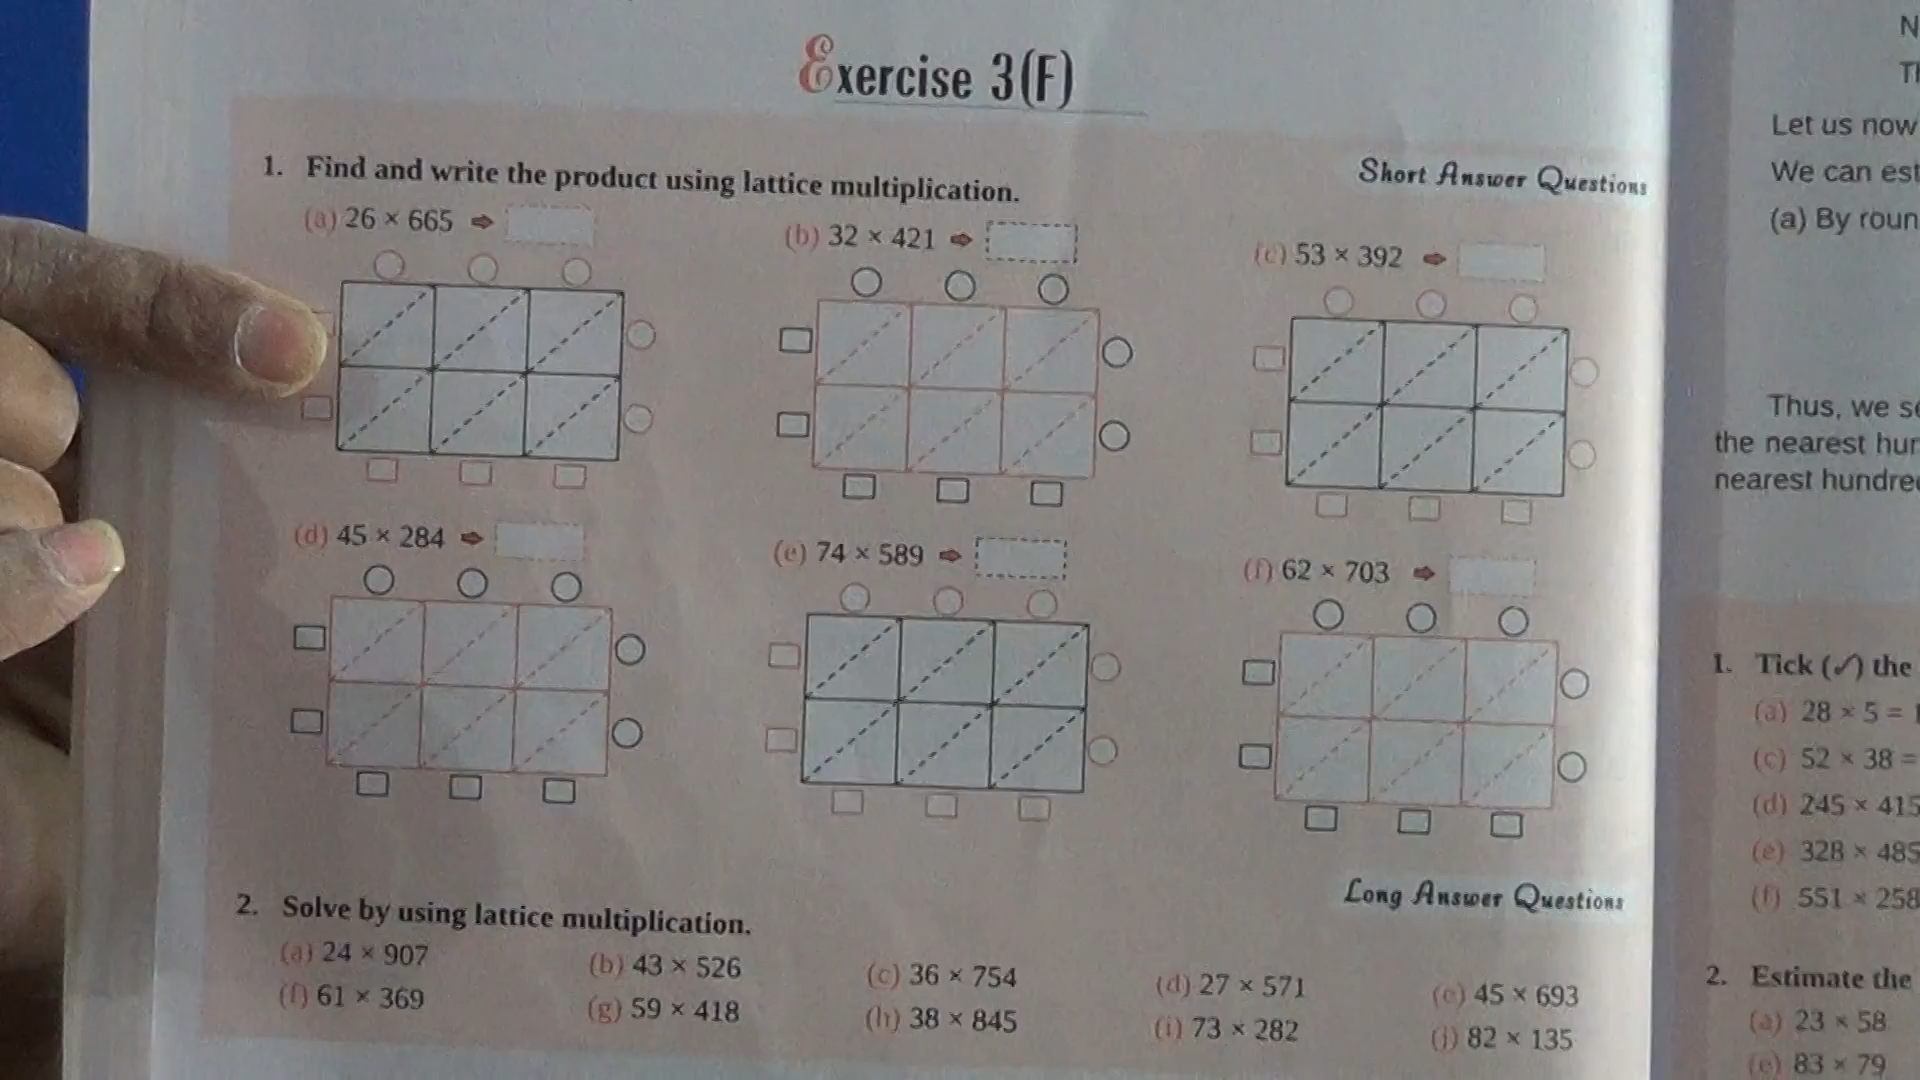 Exercise 3(F)
1. Find and write the product using lattice multiplication.
Short Answer Questions
(a) 26 × 665 ➡
(b) 32 × 421 ➡
(c) 53 × 392 ➡
(d) 45 × 284 ➡
(e) 74 × 589 ➡
(f) 62 × 703 ➡
Long Answer Questions
2. Solve by using lattice multiplication.
(a) 24 × 907 (b) 43 × 526 (c) 36 × 754 (d) 27 × 571 (e) 45 × 693
(f) 61 × 369 (g) 59 × 418 (h) 38 × 845 (i) 73 × 282 (j) 82 × 135
Let us now
We can est
(a) By roun
Thus, we
the nearest hun
nearest hundred
1. Tick (✓) the
(a) 28 × 5 =
(c) 52 × 38 =
(d) 245 × 415
(e) 328 × 485
(f) 551 × 258
2. Estimate the
(a) 23 × 58
(e) 83 × 79